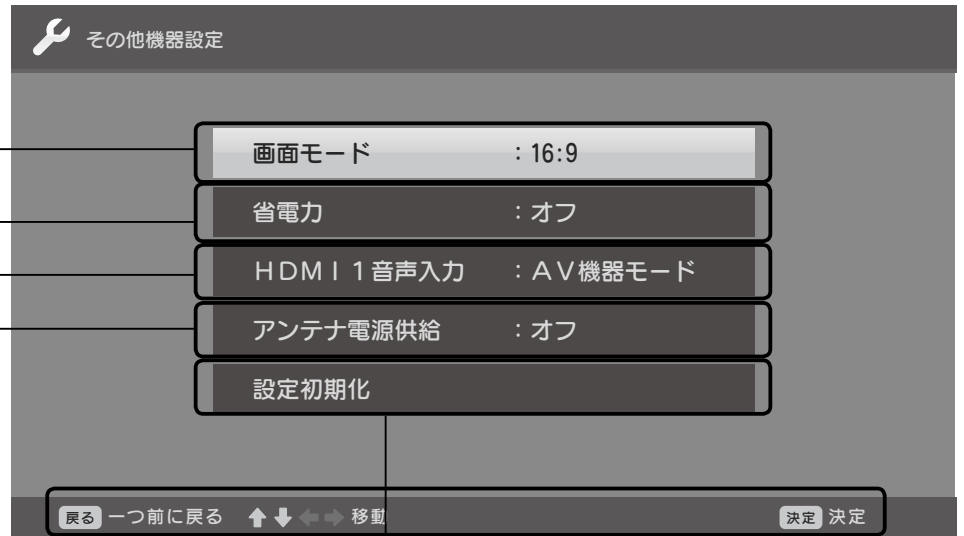 その他機器設定
画面モード :16:9
省電力 :オフ
HDMI1音声入力 :AV機器モード
アンテナ電源供給 :オフ
設定初期化
戻る 一つ前に戻る 移動 決定 決定